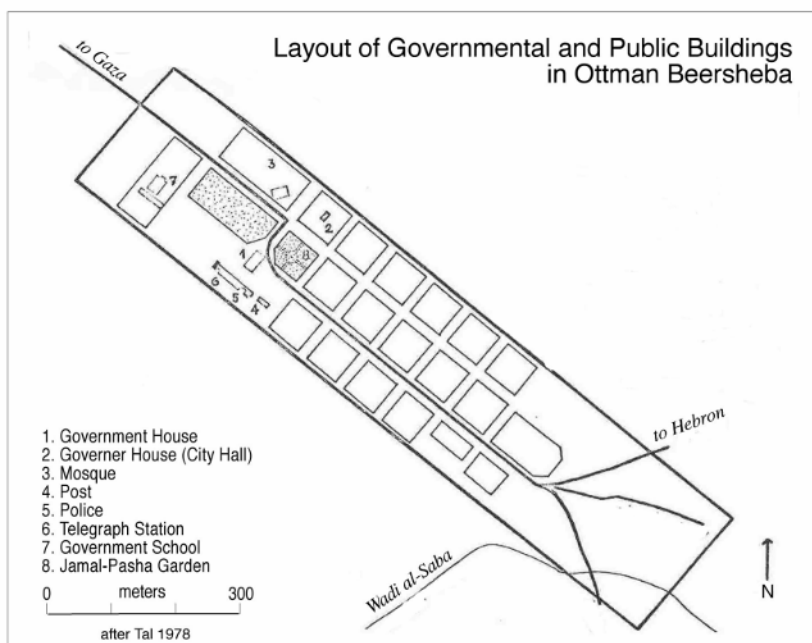 Layout of Governmental and Public Buildings
in Ottman Beersheba
to Gaza
3
7
2
1
8
6
5
4
to Hebron
1. Government House
2. Governer House (City Hall)
3. Mosque
4. Post
5. Police
6. Telegraph Station
7. Government School
8. Jamal-Pasha Garden
Wadi al-Saba
N
0 meters 300
after Tal 1978